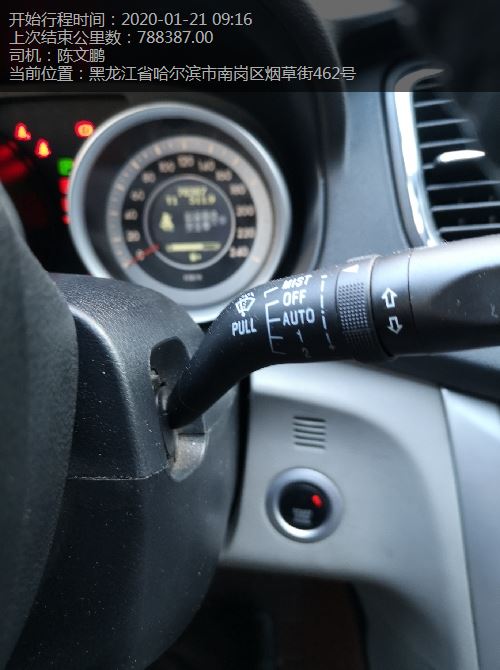 开始行程时间：2020-01-21 09:16
上次结束公里数：788387.00
司机：陈文鹏
当前位置：黑龙江省哈尔滨市南岗区烟草街462号
MIST
OFF
AUTO
PULL
1
2